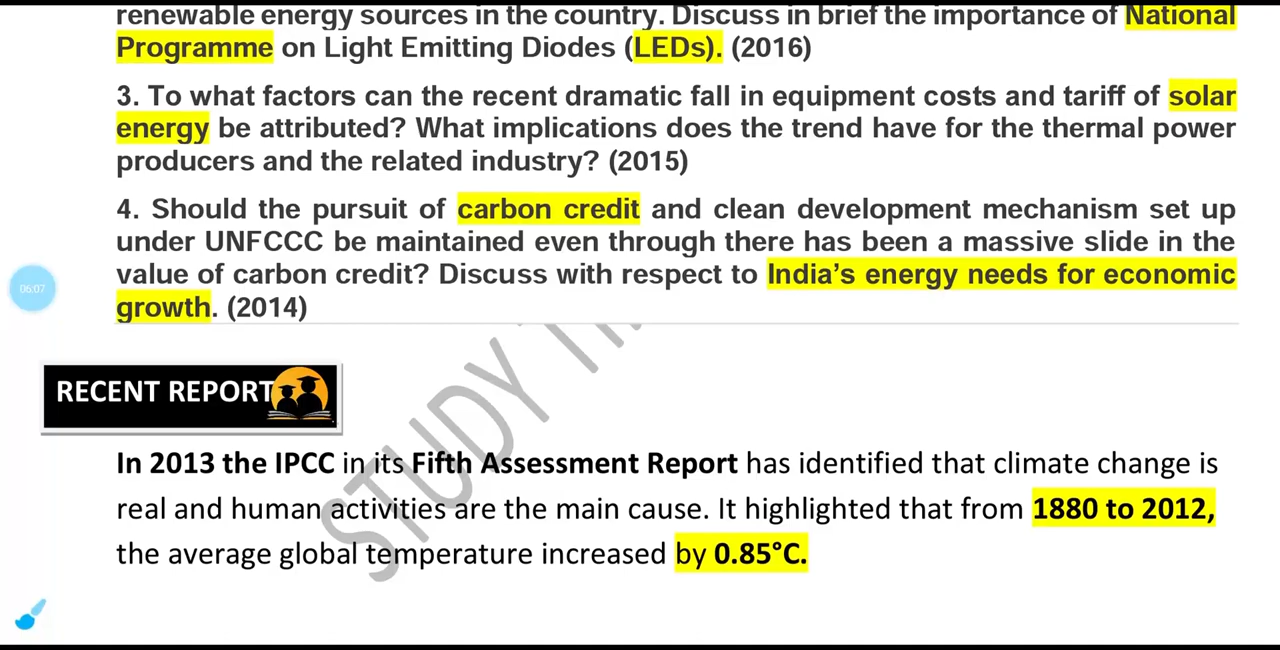 renewable energy sources in the country. Discuss in brief the importance of National
Programme on Light Emitting Diodes (LEDs). (2016)
3. To what factors can the recent dramatic fall in equipment costs and tariff of solar
energy be attributed? What implications does the trend have for the thermal power
producers and the related industry? (2015)
4. Should the pursuit of carbon credit and clean development mechanism set up
under UNFCCC be maintained even through there has been a massive slide in the
value of carbon credit? Discuss with respect to India's energy needs for economic
growth. (2014)
06:07
RECENT REPORT
In 2013 the IPCC in its Fifth Assessment Report has identified that climate change is
real and human activities are the main cause. It highlighted that from 1880 to 2012,
the average global temperature increased by 0.85°C.
STUDY